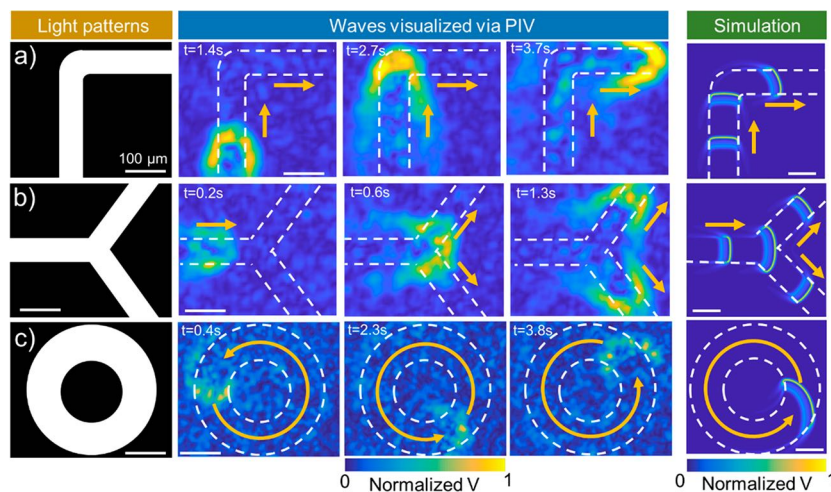 Light patterns
Waves visualized via PIV
Simulation
a)
t=1.4s
t=2.7s
t=3.7s
100 µm
b)
t=0.2s
t=0.6s
t=1.3s
c)
t=0.4s
t=2.3s
t=3.8s
0 Normalized V 1
0 Normalized V 1